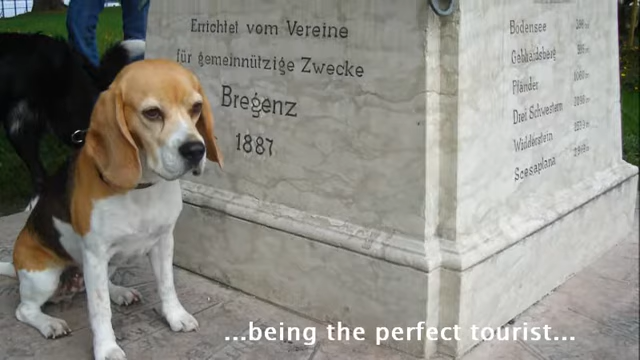 Errichtet vom Vereine
für gemeinnützige Zwecke
Bregenz
1887
Bodensee
Gebhardsberg
Pfänder
Drei Schwestern
Widderstein
Scesaplana
...being the perfect tourist...